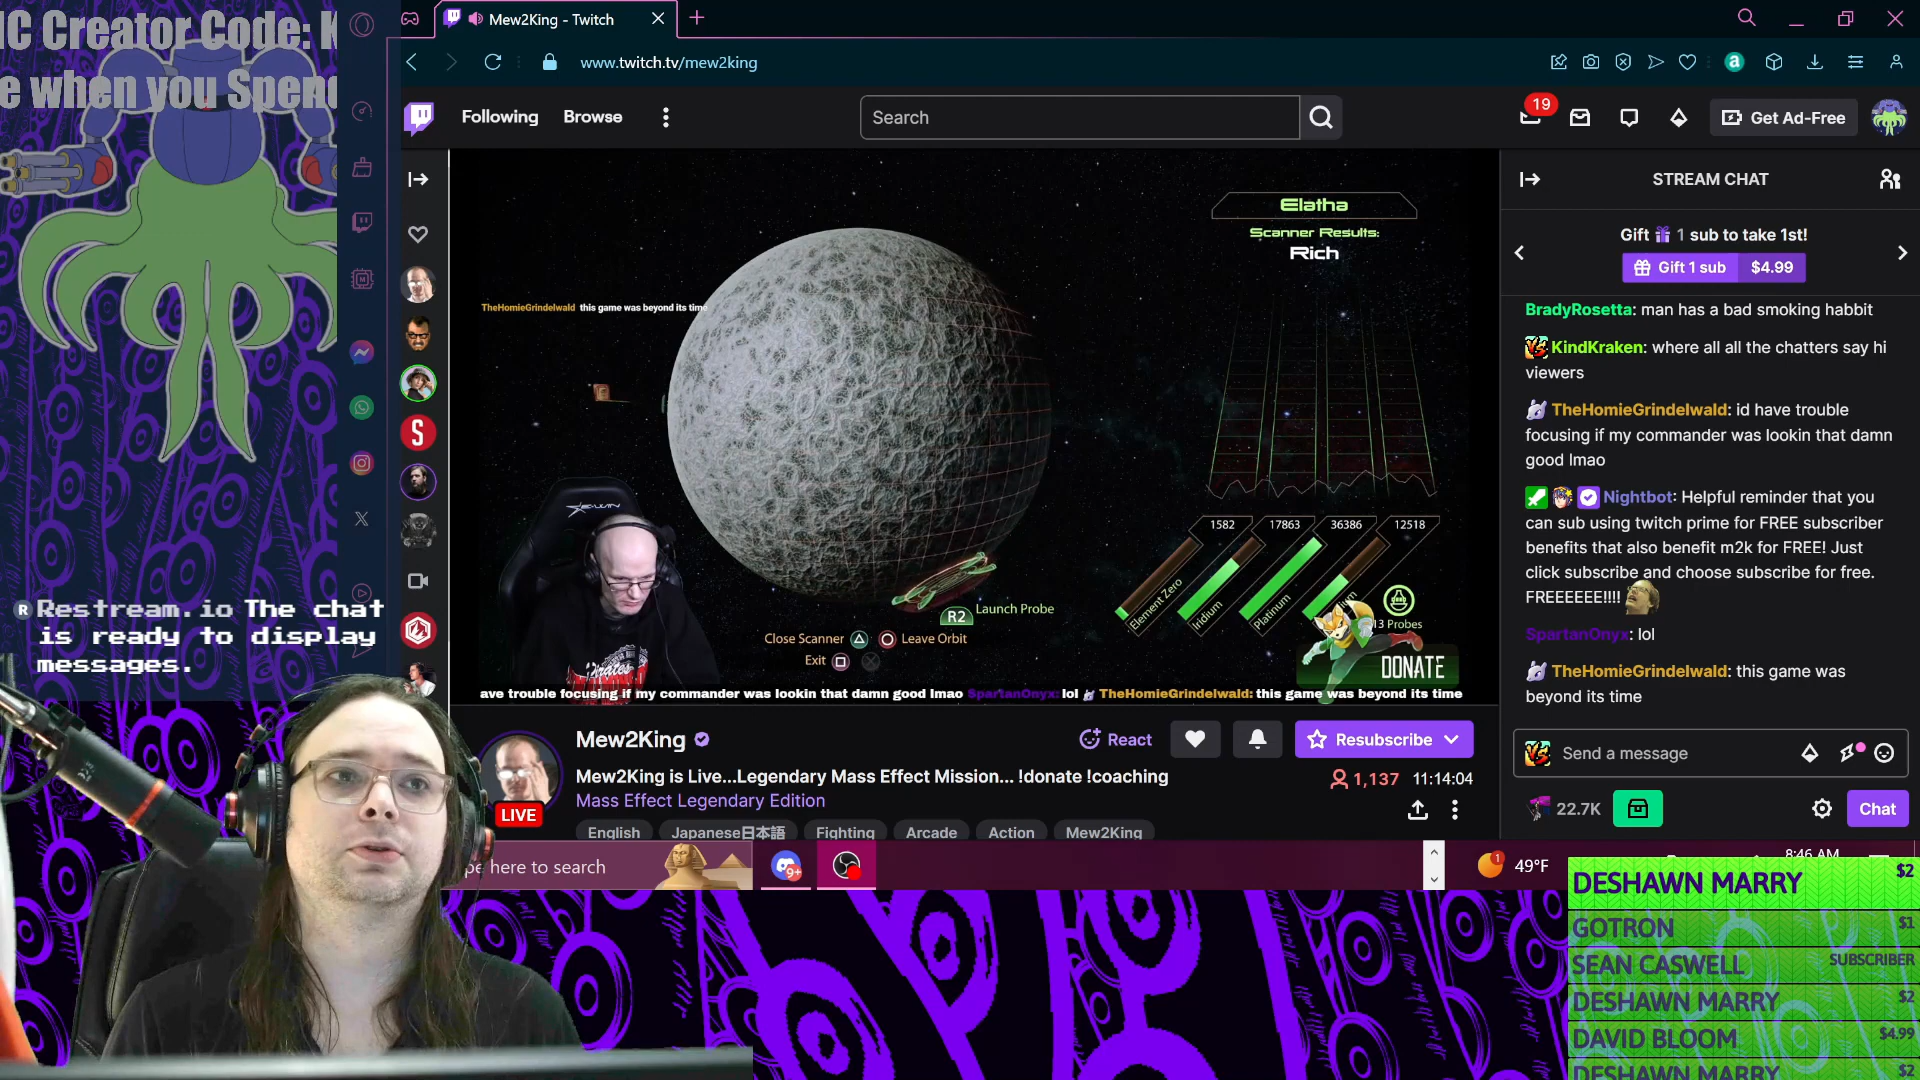 IC Creator Code: K
e when you Spend
Mew2King - Twitch
www.twitch.tv/mew2king
Following
Browse
Search
19
Get Ad-Free
STREAM CHAT
Gift 1 sub to take 1st!
Gift 1 sub $4.99
BradyRosetta: man has a bad smoking habbit
KindKraken: where all all the chatters say hi
viewers
TheHomieGrindelwald: id have trouble
focusing if my commander was lookin that damn
good lmao
Nightbot: Helpful reminder that you
can sub using twitch prime for FREE subscriber
benefits that also benefit m2k for FREE! Just
click subscribe and choose subscribe for free.
FREEEEEE!!!!
SpartanOnyx: lol
TheHomieGrindelwald: this game was
beyond its time
Send a message
22.7K
Chat
Elatha
Scanner Results:
Rich
TheHomieGrindelwald this game was beyond its time
1582 17863 36386 12518
Element Zero
Iridium
Platinum
13 Probes
R2 Launch Probe
Close Scanner
Leave Orbit
Exit
DONATE
ave trouble focusing if my commander was lookin that damn good lmao SpartanOnyx: lol TheHomieGrindelwald: this game was beyond its time
Mew2King
React
Resubscribe
Mew2King is Live...Legendary Mass Effect Mission... !donate !coaching
1,137 11:14:04
Mass Effect Legendary Edition
LIVE
English
Japanese日本語
Fighting
Arcade
Action
Mew2King
pe here to search
9+
1
49°F
8:46 AM
Restream.io The chat
is ready to display
messages.
DESHAWN MARRY $2
GOTRON $1
SEAN CASWELL SUBSCRIBER
DESHAWN MARRY $2
DAVID BLOOM $4.99
DESHAWN MARRY $2